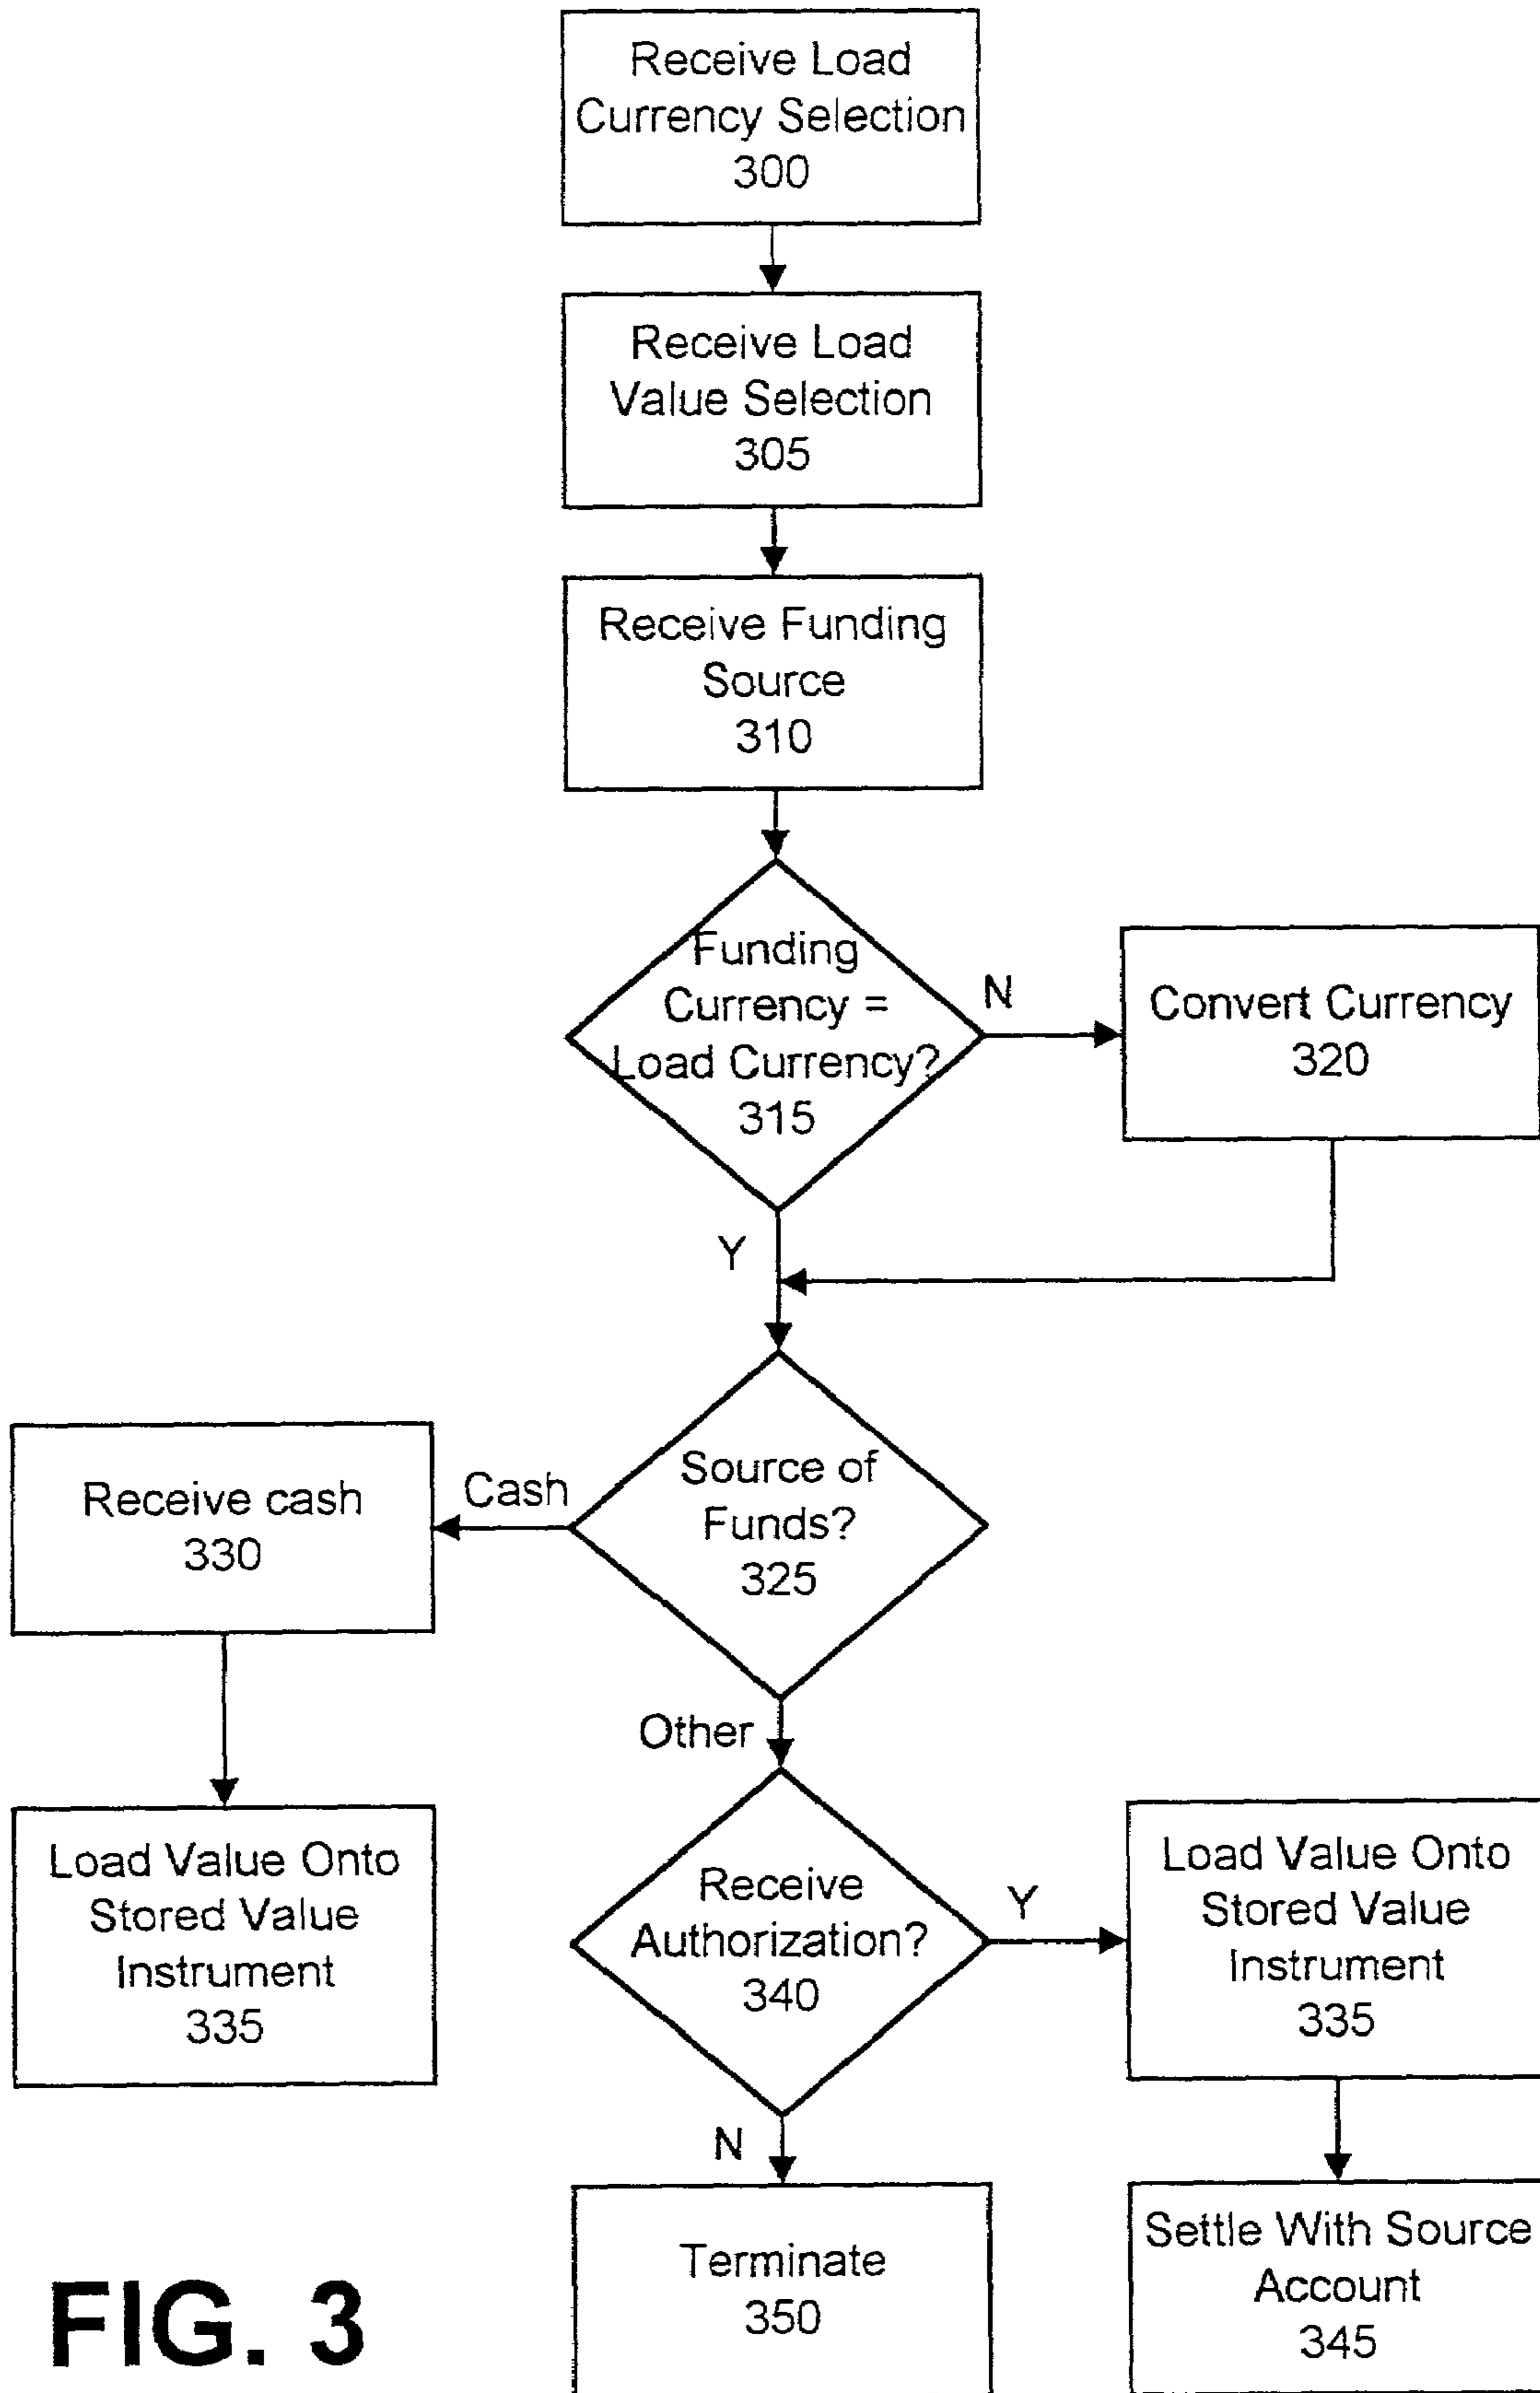 Receive Load
Currency Selection
300
Receive Load
Value Selection
305
Receive Funding
Source
310
Funding
Currency =
Load Currency?
315
N
Convert Currency
320
Y
Source of
Funds?
325
Cash
Receive cash
330
Load Value Onto
Stored Value
Instrument
335
Other
Receive
Authorization?
340
Y
Load Value Onto
Stored Value
Instrument
335
N
Terminate
350
Settle With Source
Account
345
FIG. 3